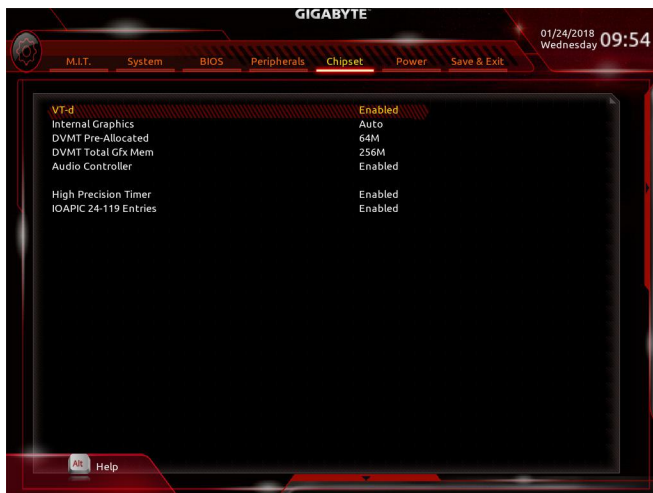 GIGABYTE™
01/24/2018 09:54
Wednesday
M.I.T. System BIOS Peripherals Chipset Power Save & Exit
VT-d Enabled
Internal Graphics Auto
DVMT Pre-Allocated 64M
DVMT Total Gfx Mem 256M
Audio Controller Enabled
High Precision Timer Enabled
IOAPIC 24-119 Entries Enabled
Alt Help